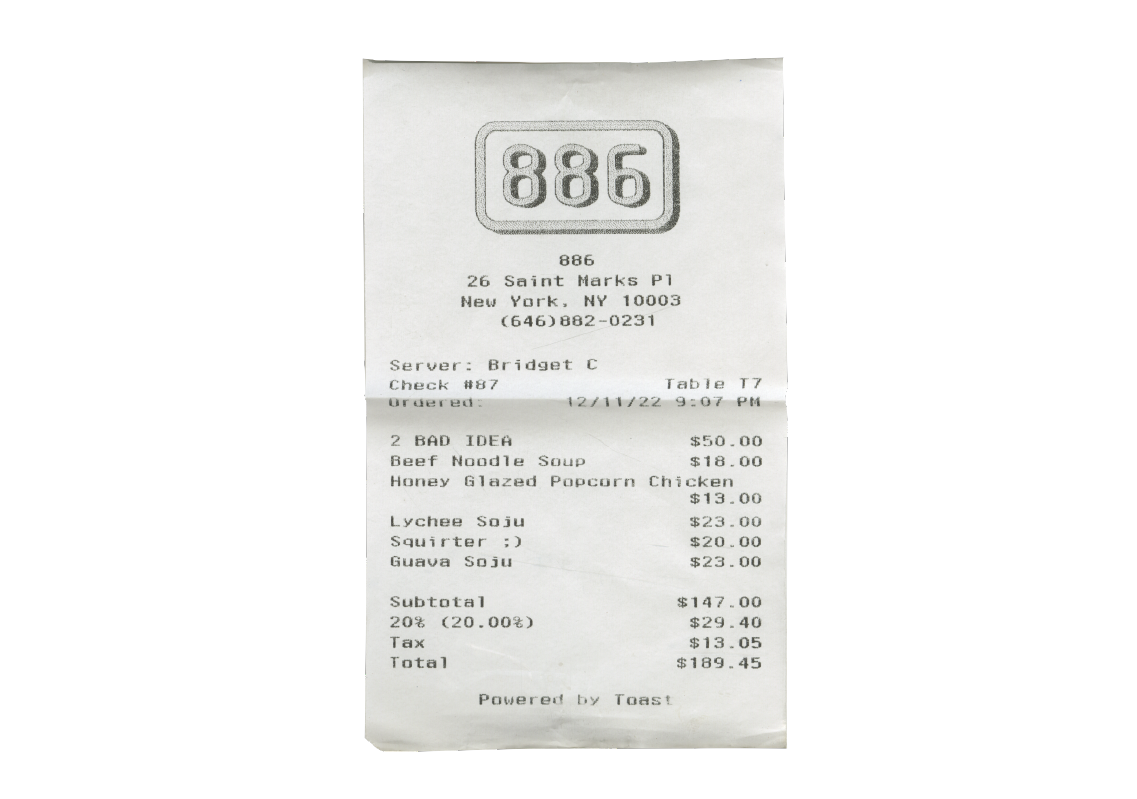 886
886
26 Saint Marks Pl
New York, NY 10003
(646)882-0231
Server: Bridget C
Check #87 Table T7
Ordered: 12/11/22 9:07 PM
2 BAD IDEA $50.00
Beef Noodle Soup $18.00
Honey Glazed Popcorn Chicken
$13.00
Lychee Soju $23.00
Squirter ;) $20.00
Guava Soju $23.00
Subtotal $147.00
20% (20.00%) $29.40
Tax $13.05
Total $189.45
Powered by Toast